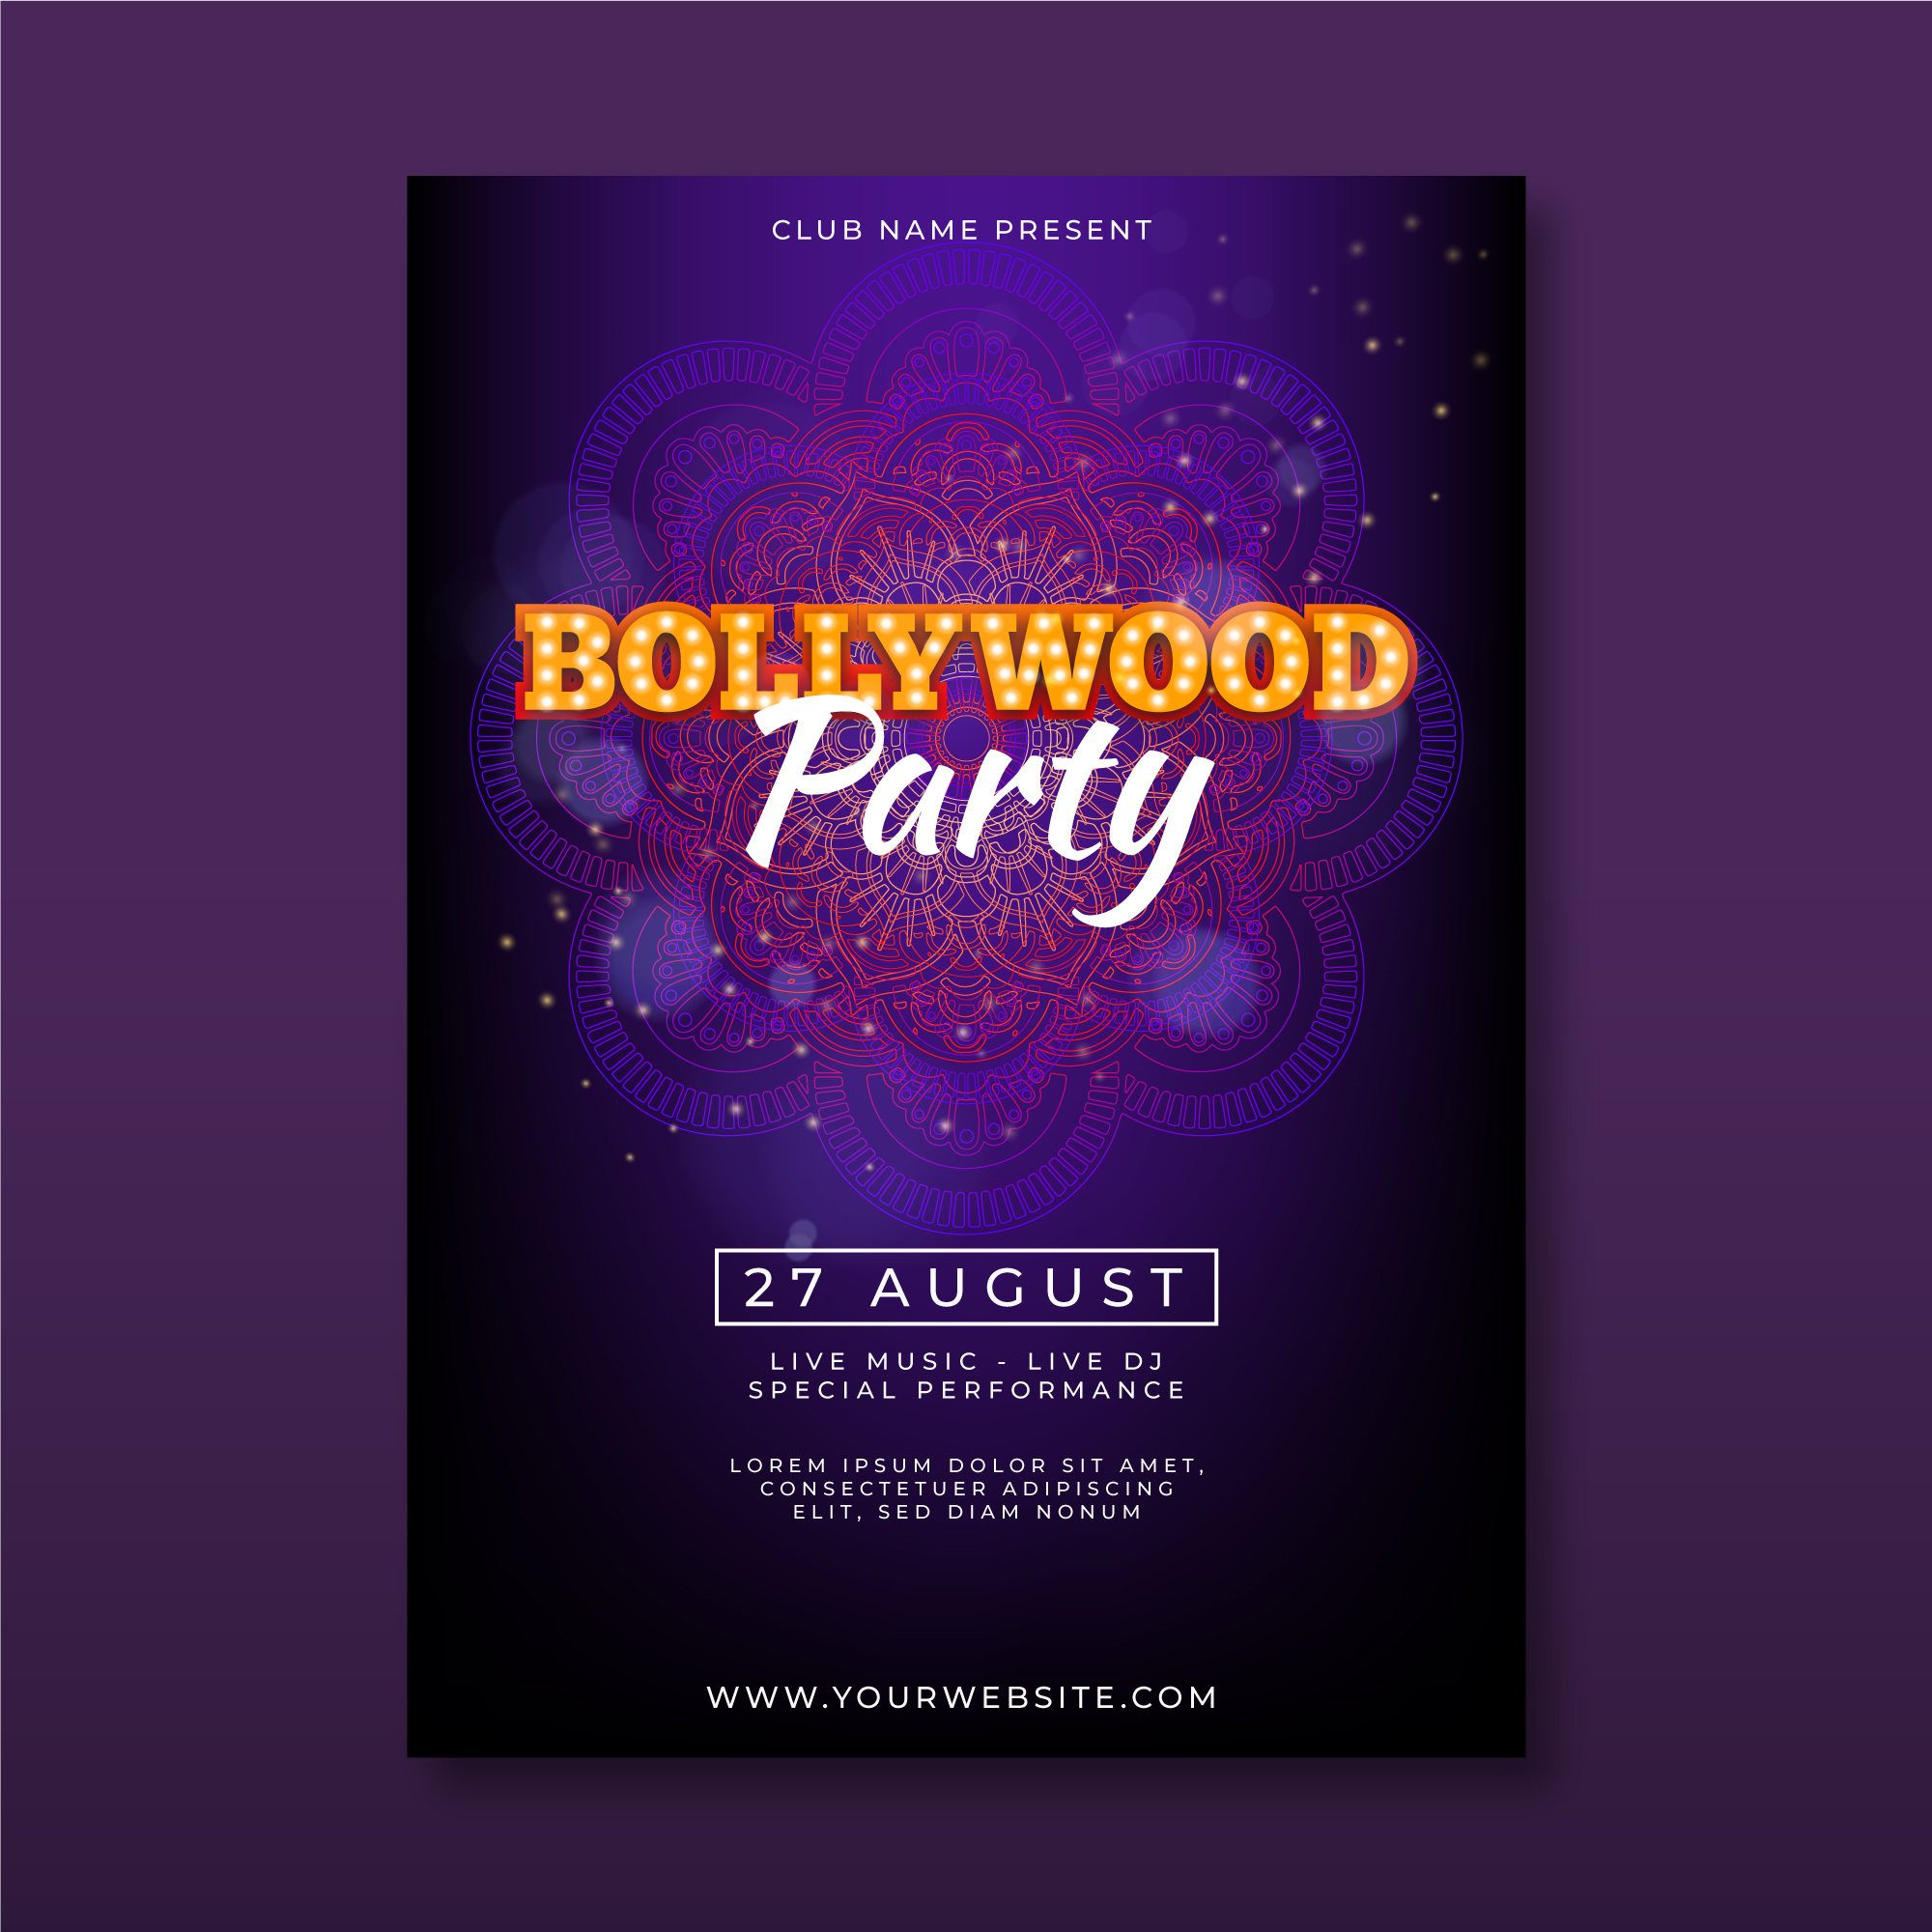 CLUB NAME PRESENT
BOLLYWOOD
Party
27 AUGUST
LIVE MUSIC - LIVE DJ
SPECIAL PERFORMANCE
LOREM IPSUM DOLOR SIT AMET,
CONSECTETUER ADIPISCING
ELIT, SED DIAM NONUM
WWW.YOURWEBSITE.COM